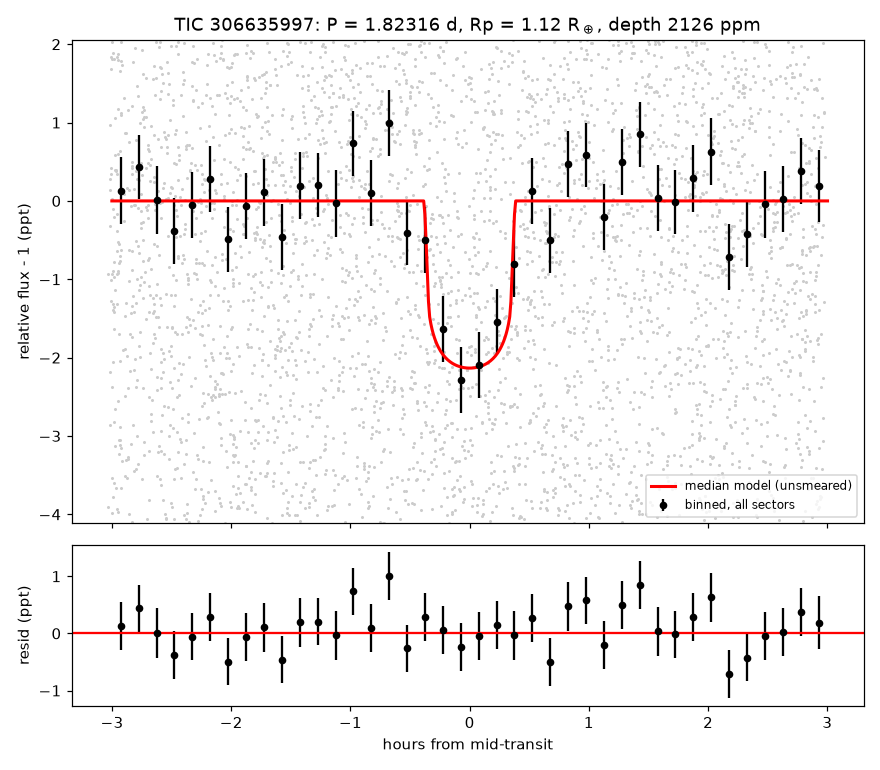 TIC 306635997: P = 1.82316 d, Rp = 1.12 R⊕, depth 2126 ppm
relative flux - 1 (ppt)
2
1
0
−1
−2
−3
−4
median model (unsmeared)
binned, all sectors
resid (ppt)
1
0
−1
−3
−2
−1
0
1
2
3
hours from mid-transit